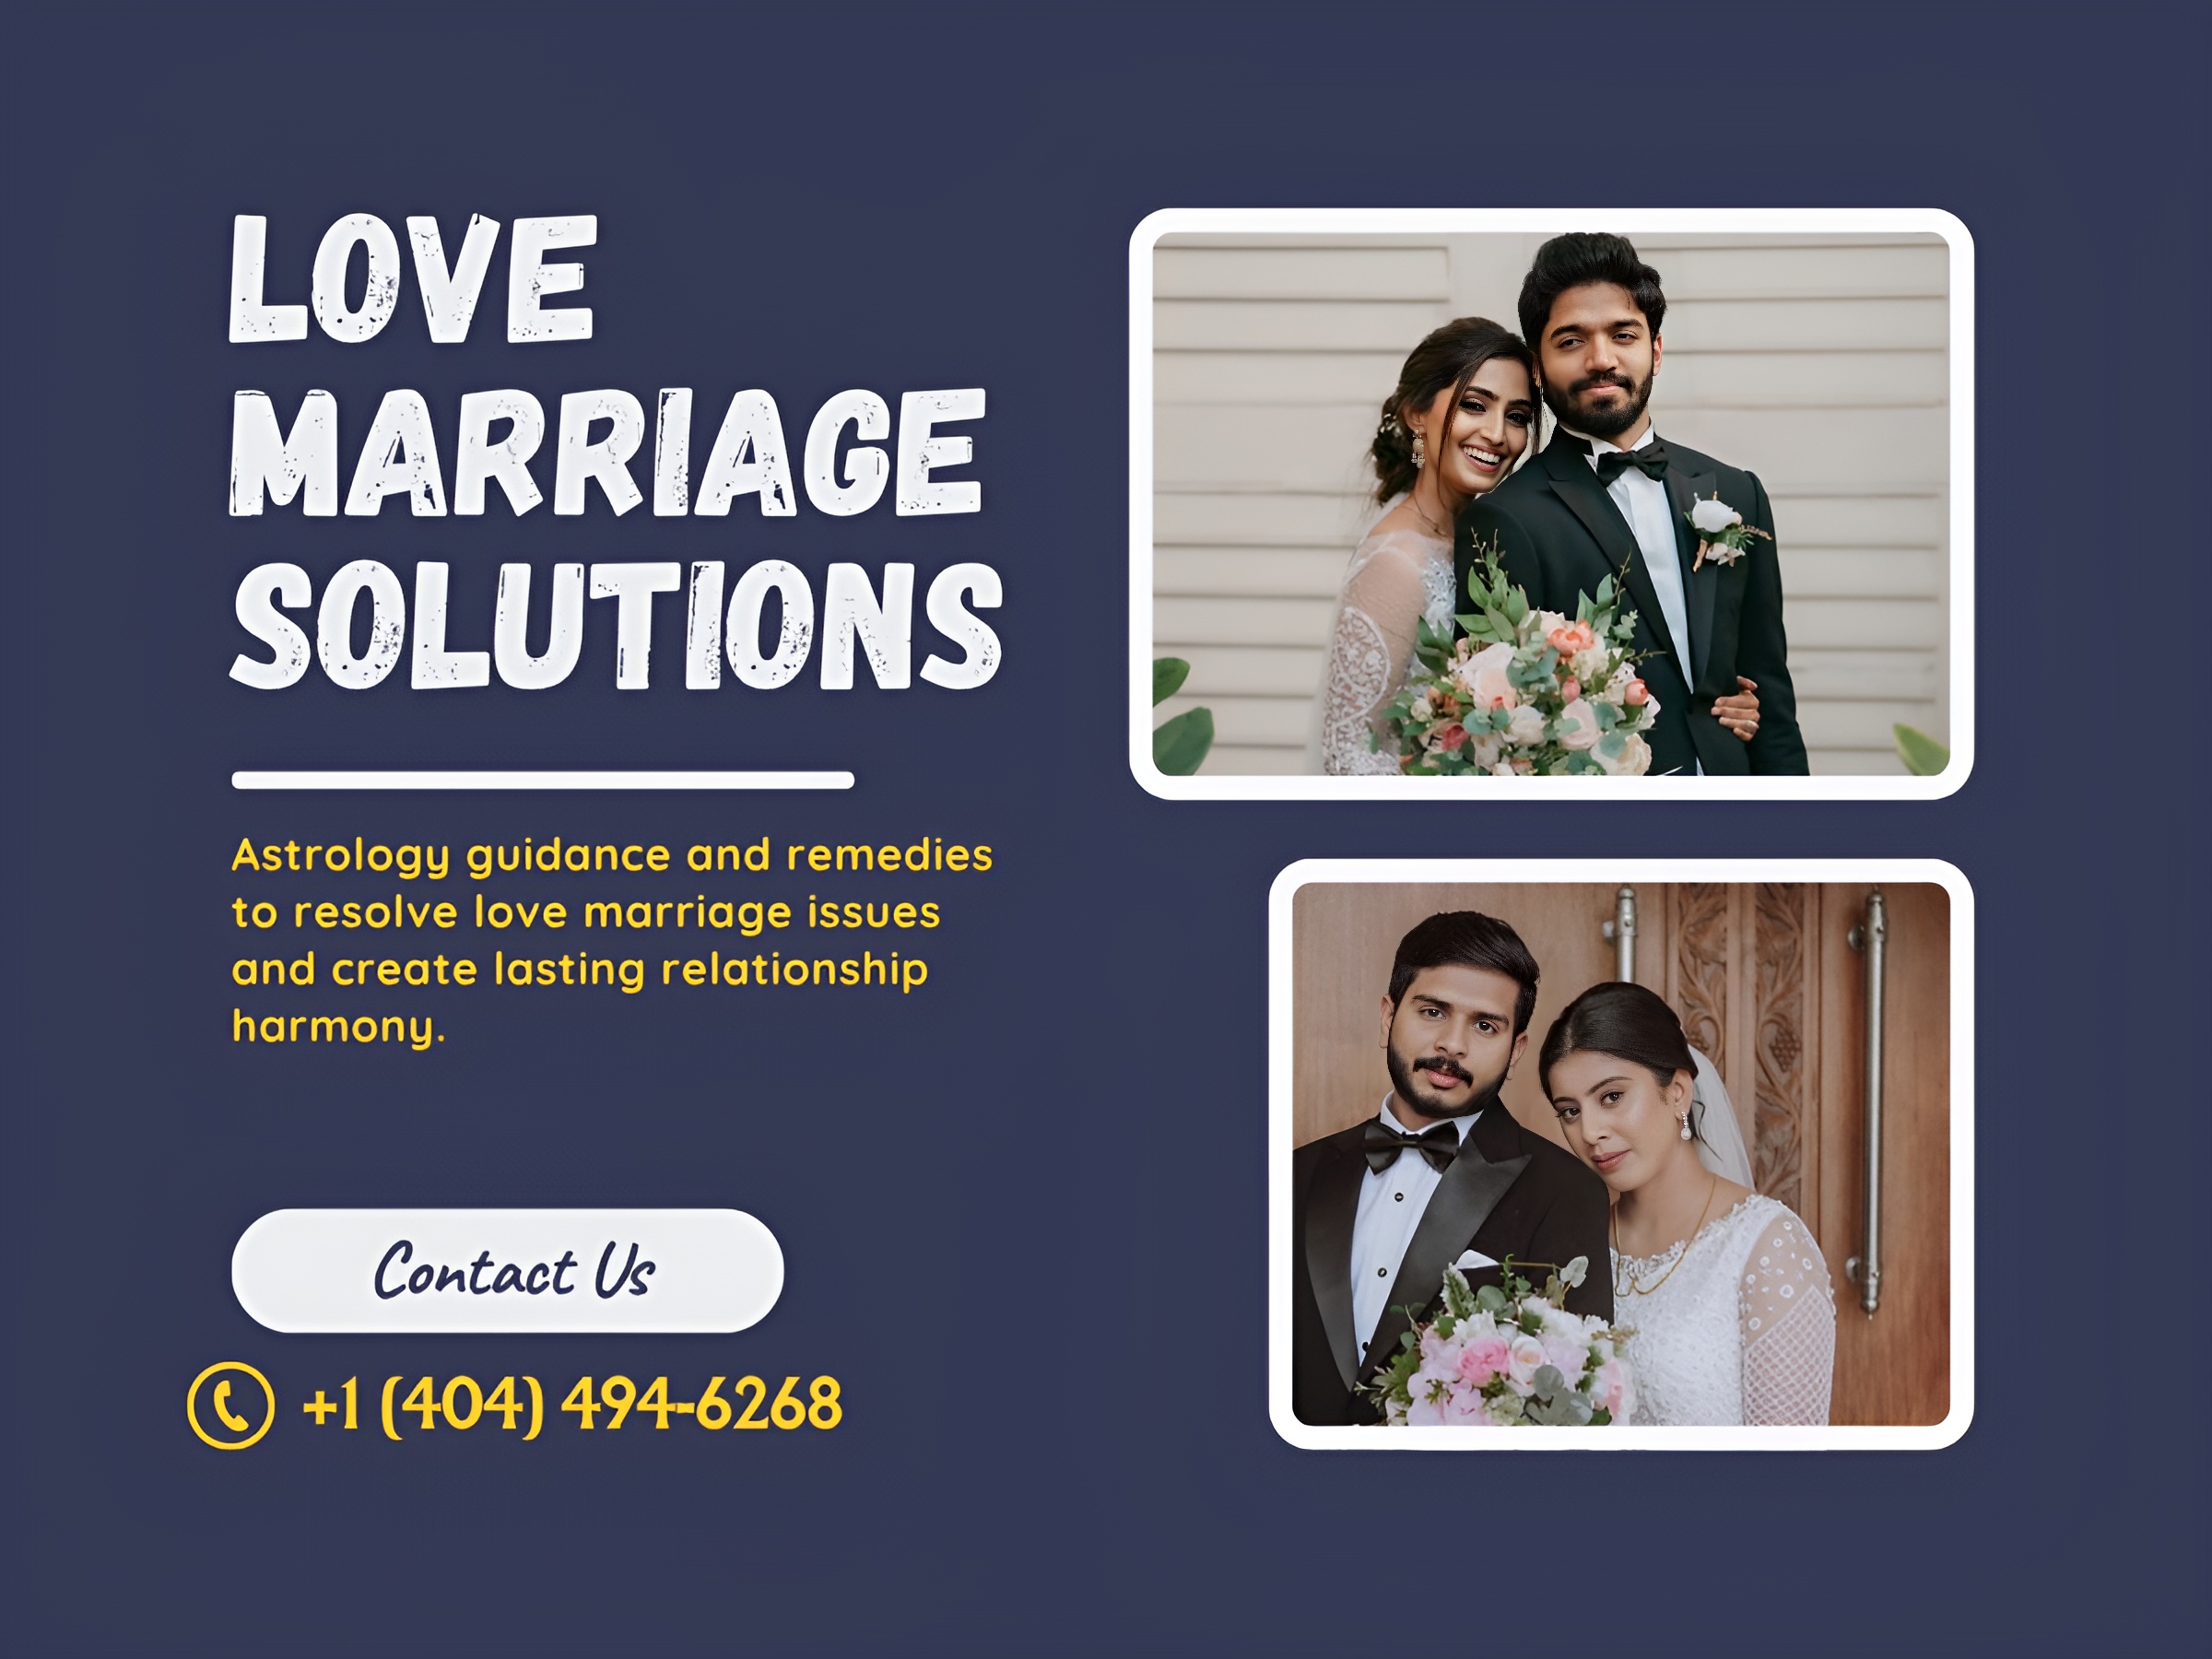 LOVE
MARRIAGE
SOLUTIONS
Astrology guidance and remedies
to resolve love marriage issues
and create lasting relationship
harmony.
Contact Us
+1 (404) 494-6268